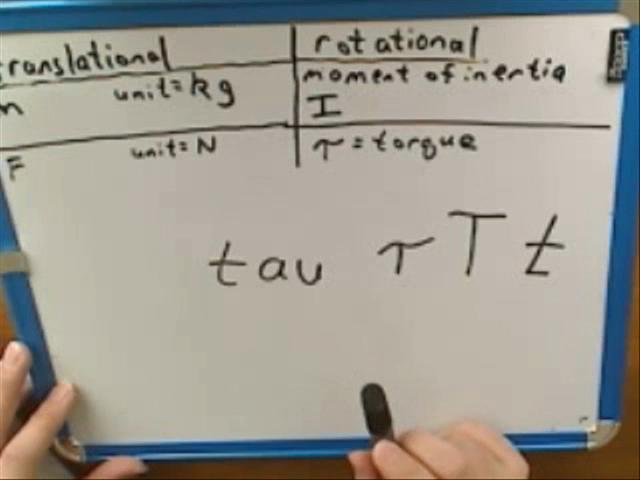 ranslational rotational
m unit=kg moment of inertia
I
F unit=N τ=torque
tau τ T t